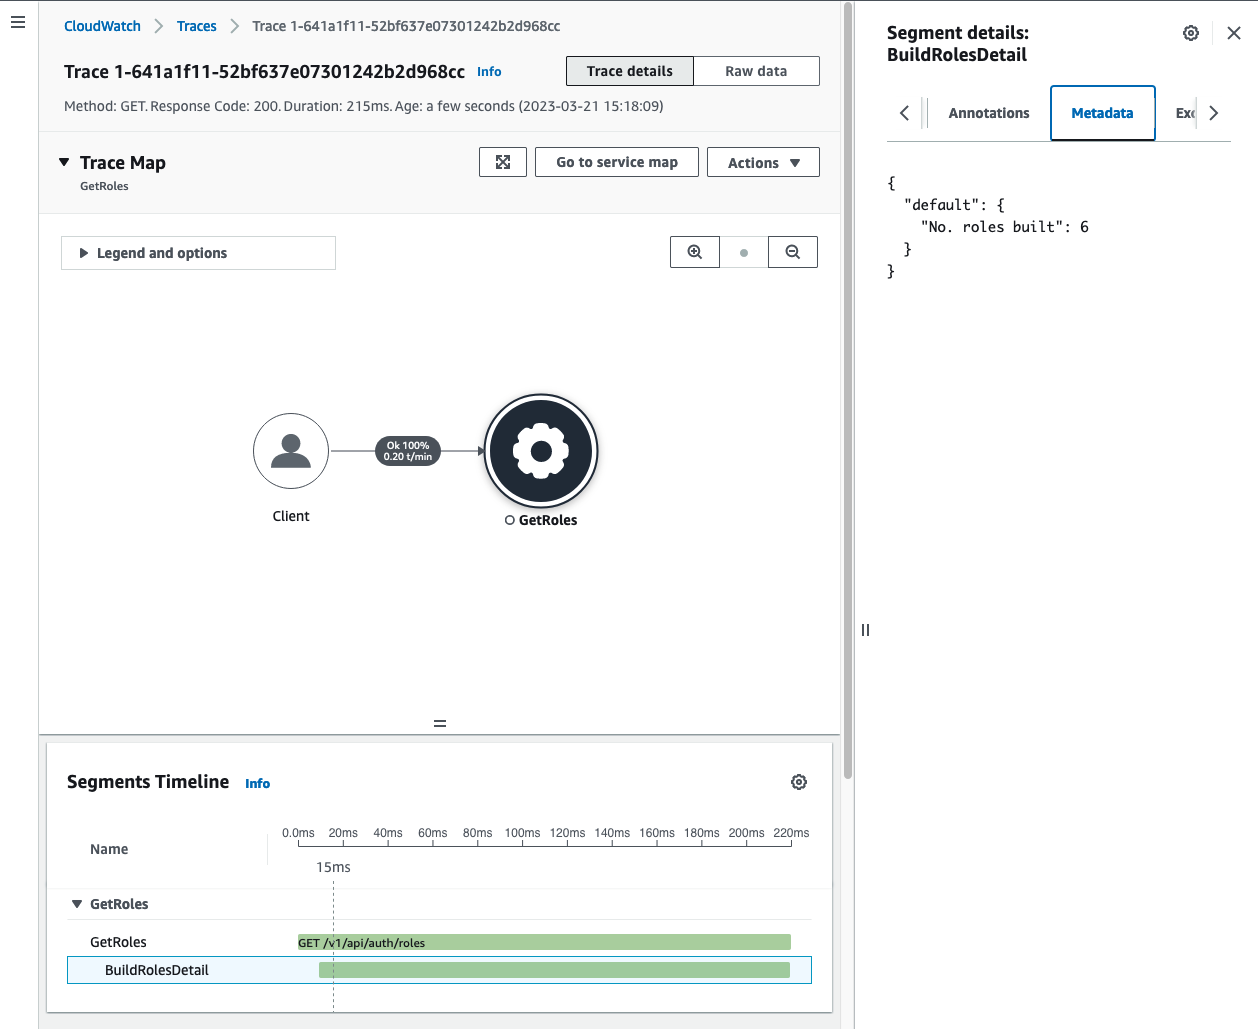 CloudWatch > Traces > Trace 1-641a1f11-52bf637e07301242b2d968cc
Trace 1-641a1f11-52bf637e07301242b2d968cc Info
Trace details Raw data
Method: GET. Response Code: 200. Duration: 215ms. Age: a few seconds (2023-03-21 15:18:09)
Trace Map
GetRoles
Go to service map Actions
Legend and options
Ok 100%
0.20 t/min
Client
GetRoles
Segments Timeline Info
Name
0.0ms 20ms 40ms 60ms 80ms 100ms 120ms 140ms 160ms 180ms 200ms 220ms
15ms
GetRoles
GetRoles GET /v1/api/auth/roles
BuildRolesDetail
Segment details:
BuildRolesDetail
Annotations Metadata
{
"default": {
"No. roles built": 6
}
}